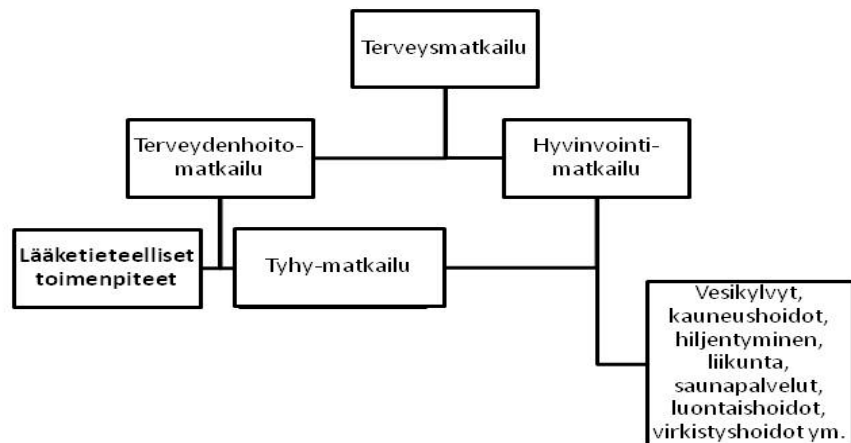 Terveysmatkailu
Terveydenhoito-
matkailu
Hyvinvointi-
matkailu
Lääketieteelliset
toimenpiteet
Tyhy-matkailu
Vesikylvyt,
kauneushoidot,
hiljentyminen,
liikunta,
saunapalvelut,
luontaishoidot,
virkistyshoidot ym.